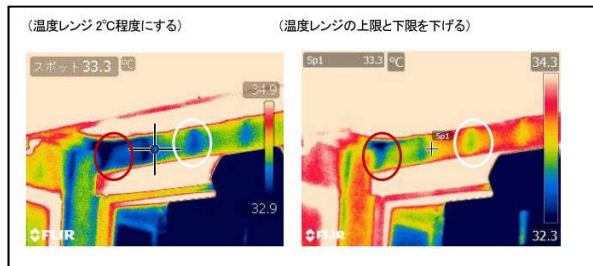 （温度レンジ 2℃程度にする）
（温度レンジの上限と下限を下げる）
スポット 33.3 ℃
34.9
32.9
FLIR
Sp1 33.3 ℃
34.3
Sp1
32.3
FLIR